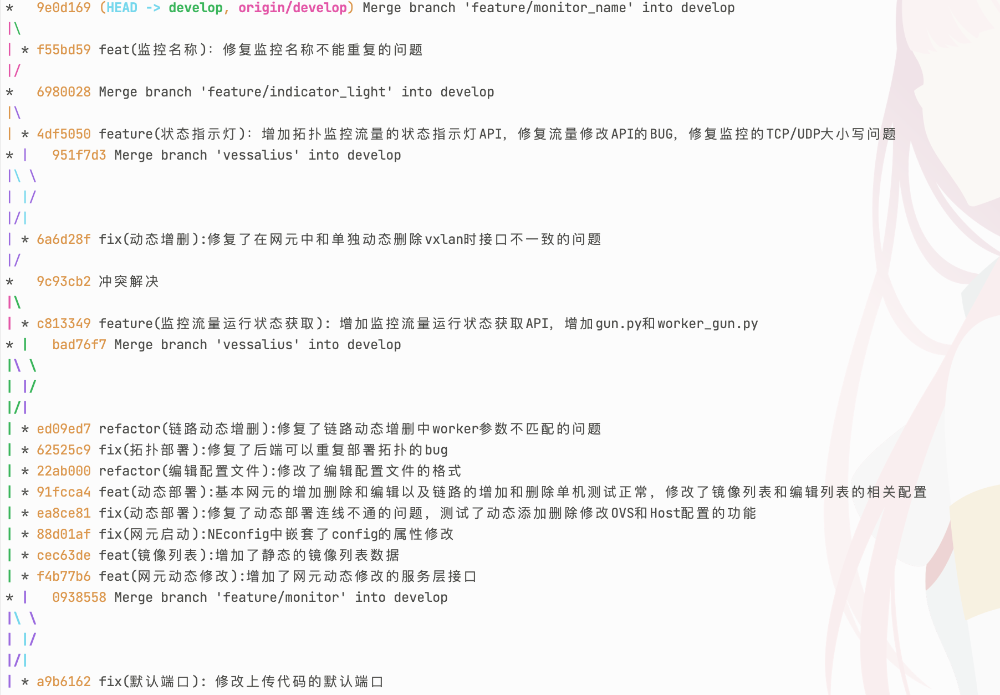 *   9e0d169 (HEAD -> develop, origin/develop) Merge branch 'feature/monitor_name' into develop
|\
| * f55bd59 feat(监控名称): 修复监控名称不能重复的问题
|/
*   6980028 Merge branch 'feature/indicator_light' into develop
|\
| * 4df5050 feature(状态指示灯): 增加拓扑监控流量的状态指示灯API，修复流量修改API的BUG，修复监控的TCP/UDP大小写问题
* |   951f7d3 Merge branch 'vessalius' into develop
|\ \
| |/
|/|
| * 6a6d28f fix(动态增删):修复了在网元中和单独动态删除vxlan时接口不一致的问题
|/
*   9c93cb2 冲突解决
|\
| * c813349 feature(监控流量运行状态获取): 增加监控流量运行状态获取API，增加gun.py和worker_gun.py
* |   bad76f7 Merge branch 'vessalius' into develop
|\ \
| |/
|/|
| * ed09ed7 refactor(链路动态增删):修复了链路动态增删中worker参数不匹配的问题
| * 62525c9 fix(拓扑部署):修复了后端可以重复部署拓扑的bug
| * 22ab000 refactor(编辑配置文件):修改了编辑配置文件的格式
| * 91fcca4 feat(动态部署):基本网元的增加删除和编辑以及链路的增加和删除单机测试正常，修改了镜像列表和编辑列表的相关配置
| * ea8ce81 fix(动态部署):修复了动态部署连线不通的问题，测试了动态添加删除修改OVS和Host配置的功能
| * 88d01af fix(网元启动):NEconfig中嵌套了config的属性修改
| * cec63de feat(镜像列表):增加了静态的镜像列表数据
| * f4b77b6 feat(网元动态修改):增加了网元动态修改的服务层接口
* |   0938558 Merge branch 'feature/monitor' into develop
|\ \
| |/
|/|
| * a9b6162 fix(默认端口): 修改上传代码的默认端口